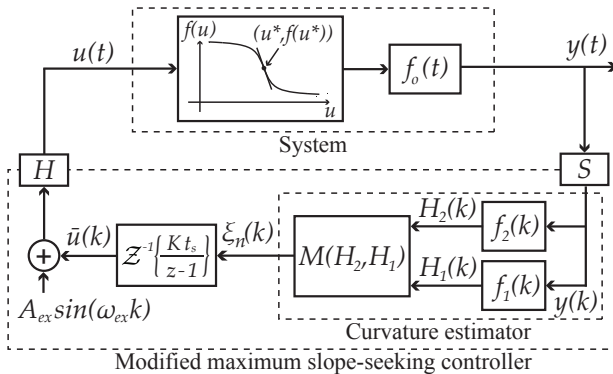 f(u)
(u*,f(u*))
u
u(t)
f_o(t)
y(t)
System
H
S
ū(k)
Z⁻¹{Kt_s/z-1}
ξ_n(k)
M(H_2,H_1)
H_2(k)
f_2(k)
H_1(k)
f_1(k)
y(k)
+
A_ex sin(ω_ex k)
Curvature estimator
Modified maximum slope-seeking controller